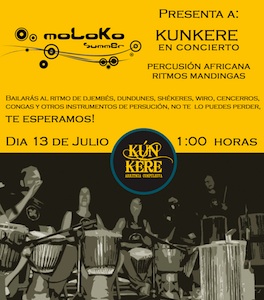 Presenta a:
moLoKo
summer
KUNKERE
EN CONCIERTO
PERCUSIÓN AFRICANA
RITMOS MANDINGAS
Bailarás al ritmo de djembés, dundunes, shékeres, wiro, cencerros,
congas y otros instrumentos de persución, no te lo puedes perder,
TE ESPERAMOS!
Dia 13 de Julio 1:00 horas
KÚN
KERE